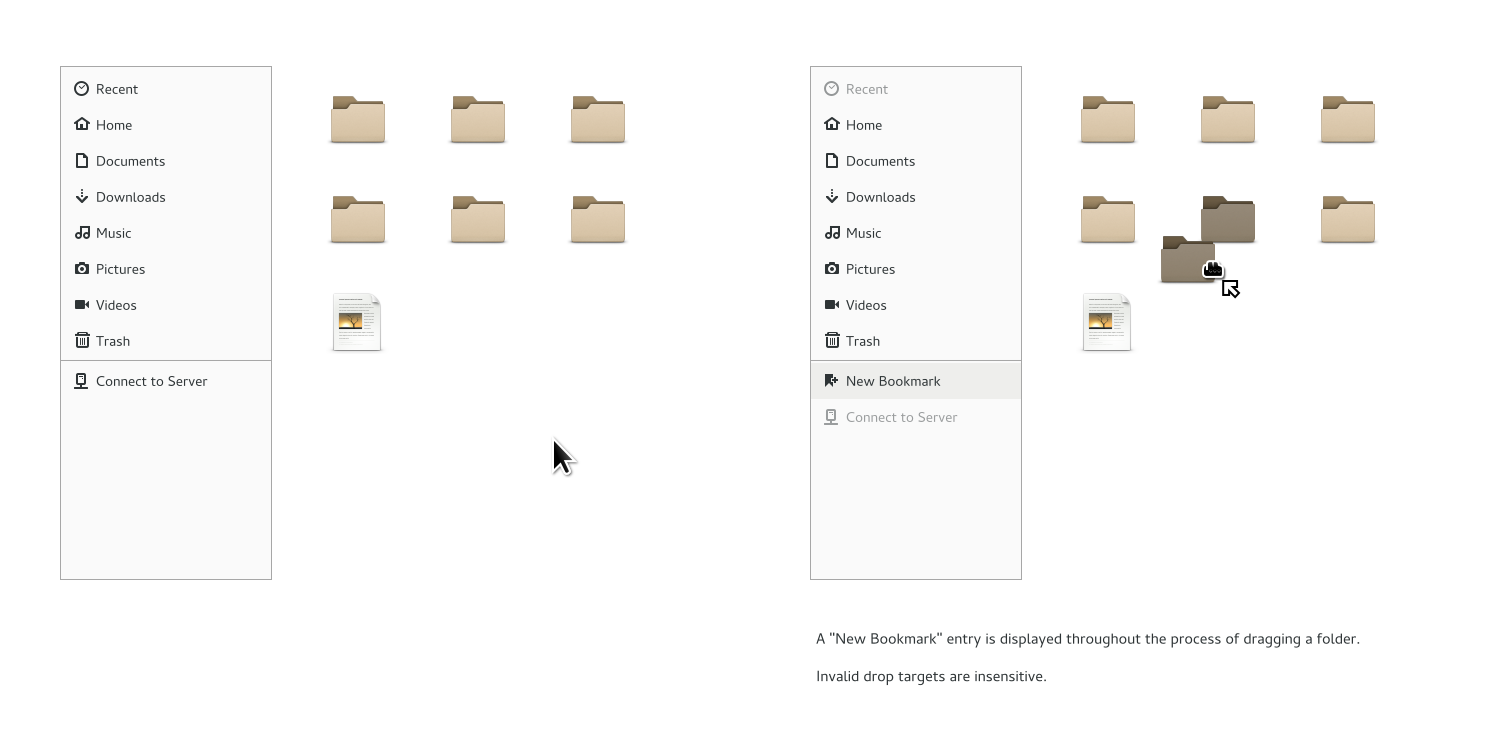 Recent
Home
Documents
Downloads
Music
Pictures
Videos
Trash
Connect to Server
Recent
Home
Documents
Downloads
Music
Pictures
Videos
Trash
New Bookmark
Connect to Server
A "New Bookmark" entry is displayed throughout the process of dragging a folder.
Invalid drop targets are insensitive.